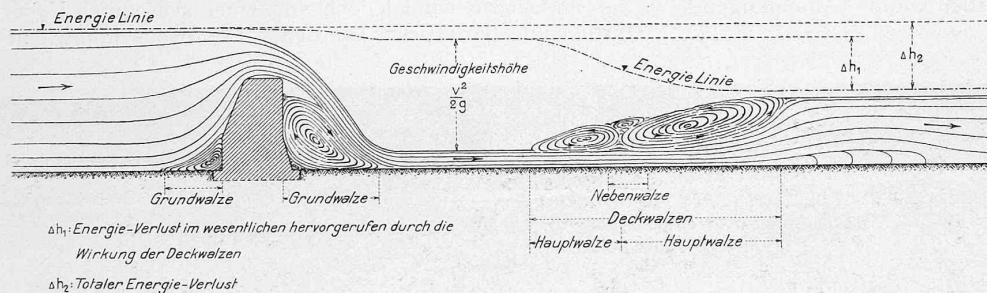 Energie Linie
Geschwindigkeitshöhe
v²
2g
Energie Linie
Δh₁
Δh₂
Grundwalze
Grundwalze
Nebenwalze
Deckwalzen
Hauptwalze
Hauptwalze
Δh₁: Energie-Verlust im wesentlichen hervorgerufen durch die
Wirkung der Deckwalzen
Δh₂: Totaler Energie-Verlust